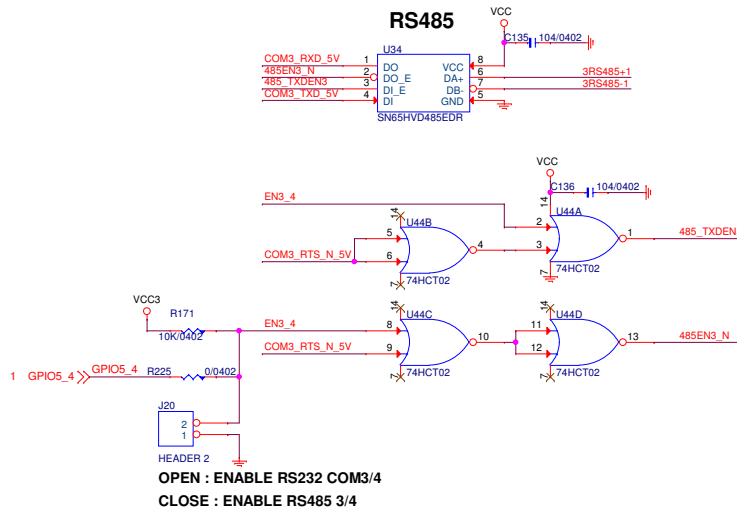 RS485
VCC
C135 104/0402
U34
COM3_RXD_5V 1 DO VCC 8
485EN3_N 2 DO_E DA+ 6 3RS485+1
485_TXDEN3 3 DI_E DB- 7 3RS485-1
COM3_TXD_5V 4 DI GND 5
SN65HVD485EDR
VCC
C136 104/0402
EN3_4
14 U44A
14 U44B
2
1 485_TXDEN
5
4 3
COM3_RTS_N_5V 6
7 74HCT02
7 74HCT02
VCC3
R171
10K/0402
14 U44C
14 U44D
EN3_4 8
11
10
13 485EN3_N
COM3_RTS_N_5V 9
12
7 74HCT02
7 74HCT02
1 GPIO5_4 GPIO5_4 R225 0/0402
J20
2
1
HEADER 2
OPEN : ENABLE RS232 COM3/4
CLOSE : ENABLE RS485 3/4